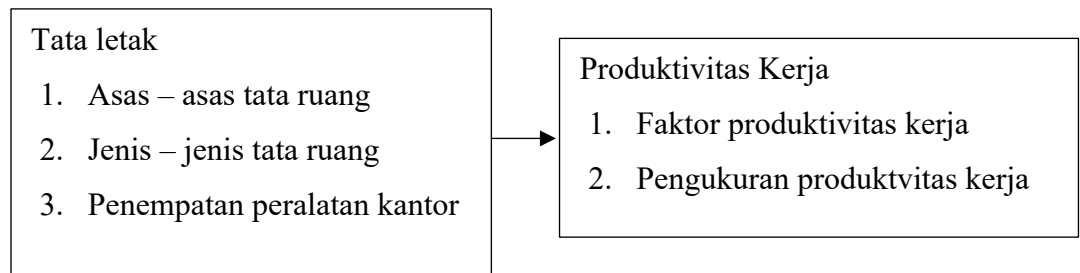 Tata letak
1. Asas – asas tata ruang
2. Jenis – jenis tata ruang
3. Penempatan peralatan kantor
Produktivitas Kerja
1. Faktor produktivitas kerja
2. Pengukuran produktvitas kerja